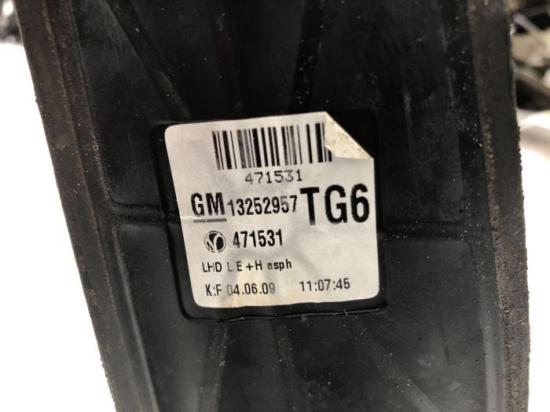 471531
GM 13252957 TG6
471531
LHD L E+H asph
K:F 04.06.09 11:07:45